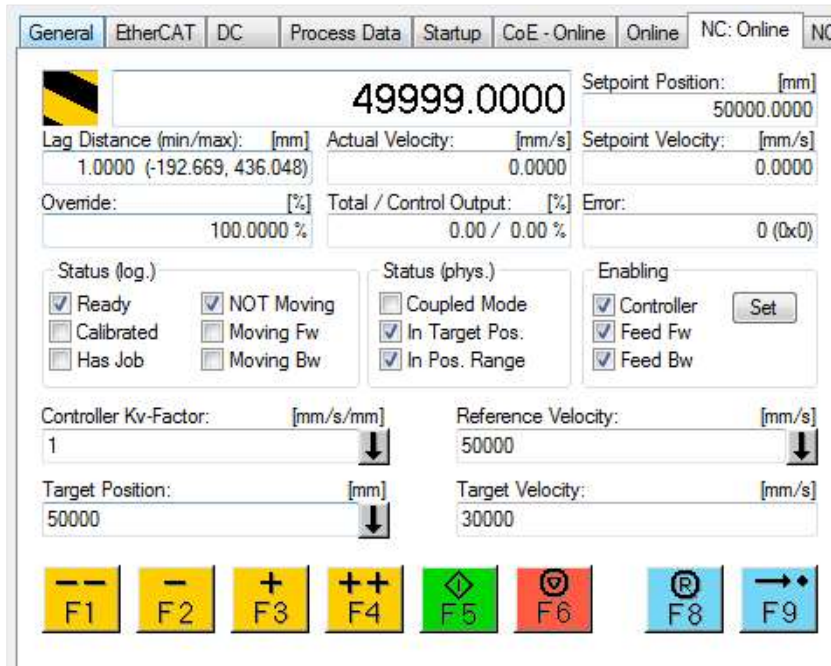 General EtherCAT DC Process Data Startup CoE - Online Online NC: Online NC
49999.0000
Setpoint Position: [mm]
50000.0000
Lag Distance (min/max): [mm] Actual Velocity: [mm/s] Setpoint Velocity: [mm/s]
1.0000 (-192.669, 436.048) 0.0000 0.0000
Override: [%] Total / Control Output: [%] Error:
100.0000 % 0.00 / 0.00 % 0 (0x0)
Status (log.) Status (phys.) Enabling
Ready NOT Moving Coupled Mode Controller Set
Calibrated Moving Fw In Target Pos. Feed Fw
Has Job Moving Bw In Pos. Range Feed Bw
Controller Kv-Factor: [mm/s/mm] Reference Velocity: [mm/s]
1 50000
Target Position: [mm] Target Velocity: [mm/s]
50000 30000
-- - + ++ R
F1 F2 F3 F4 F5 F6 F8 F9